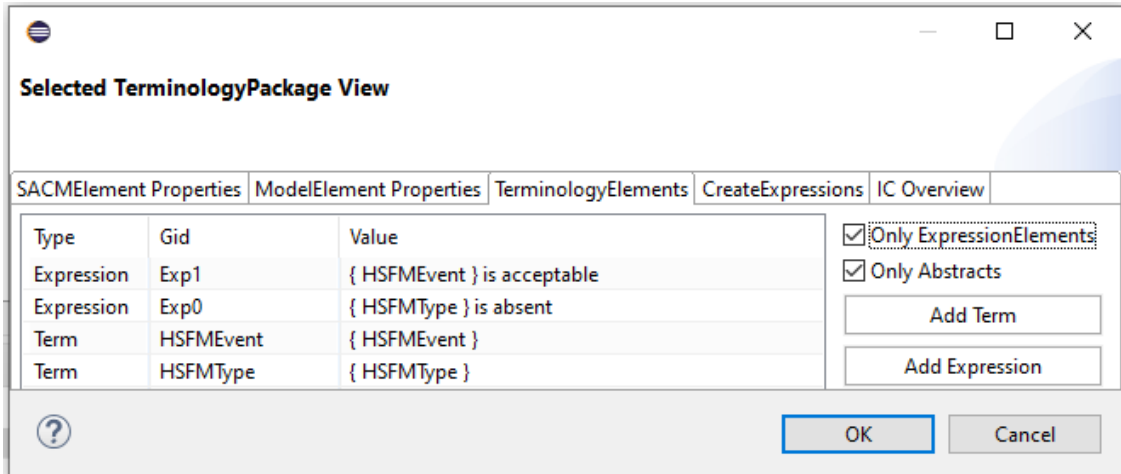 Selected TerminologyPackage View
SACMElement Properties ModelElement Properties TerminologyElements CreateExpressions IC Overview
Type Gid Value
Only ExpressionElements
Expression Exp1 { HSFMEvent } is acceptable
Only Abstracts
Expression Exp0 { HSFMType } is absent
Add Term
Term HSFMEvent { HSFMEvent }
Term HSFMType { HSFMType }
Add Expression
?
OK Cancel